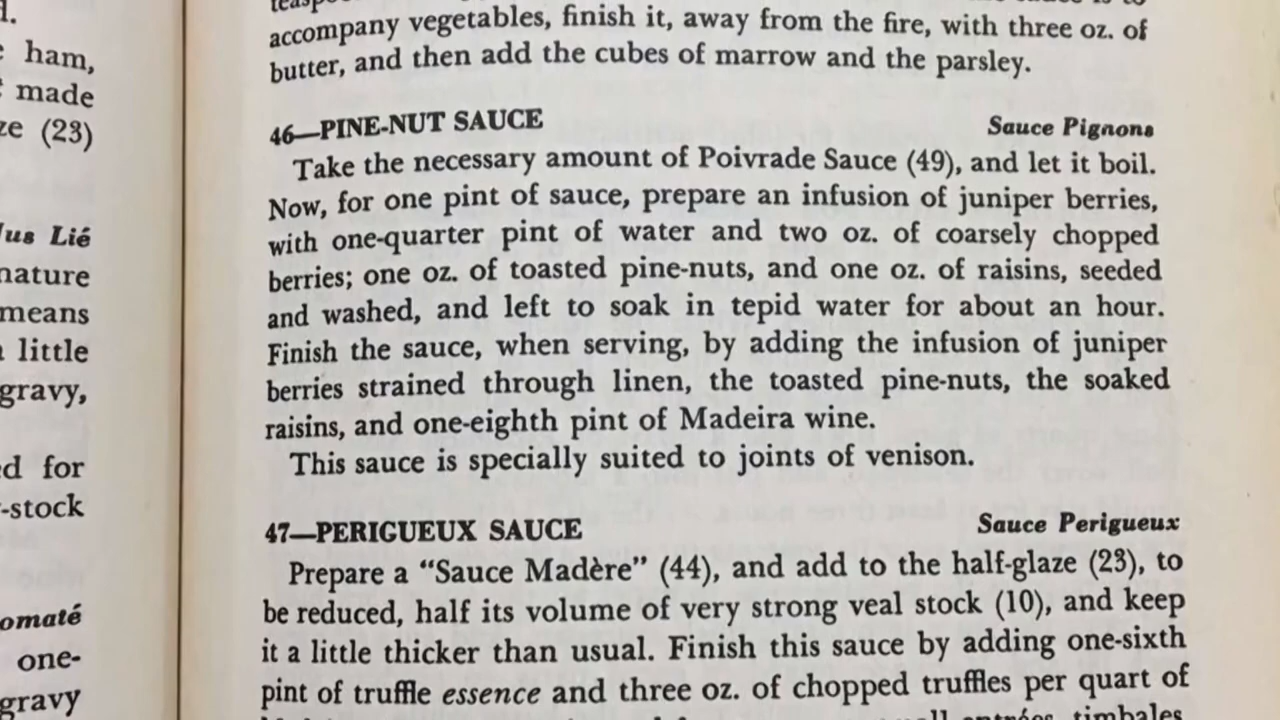 ham,
made
(23)
Jus Lié
nature
means
little
gravy,
for
-stock
one-
gravy
accompany vegetables, finish it, away from the fire, with three oz. of
butter, and then add the cubes of marrow and the parsley.
46—PINE-NUT SAUCE Sauce Pignons
Take the necessary amount of Poivrade Sauce (49), and let it boil.
Now, for one pint of sauce, prepare an infusion of juniper berries,
with one-quarter pint of water and two oz. of coarsely chopped
berries; one oz. of toasted pine-nuts, and one oz. of raisins, seeded
and washed, and left to soak in tepid water for about an hour.
Finish the sauce, when serving, by adding the infusion of juniper
berries strained through linen, the toasted pine-nuts, the soaked
raisins, and one-eighth pint of Madeira wine.
This sauce is specially suited to joints of venison.
47—PERIGUEUX SAUCE Sauce Perigueux
Prepare a “Sauce Madère” (44), and add to the half-glaze (23), to
be reduced, half its volume of very strong veal stock (10), and keep
it a little thicker than usual. Finish this sauce by adding one-sixth
pint of truffle essence and three oz. of chopped truffles per quart of
timbales,